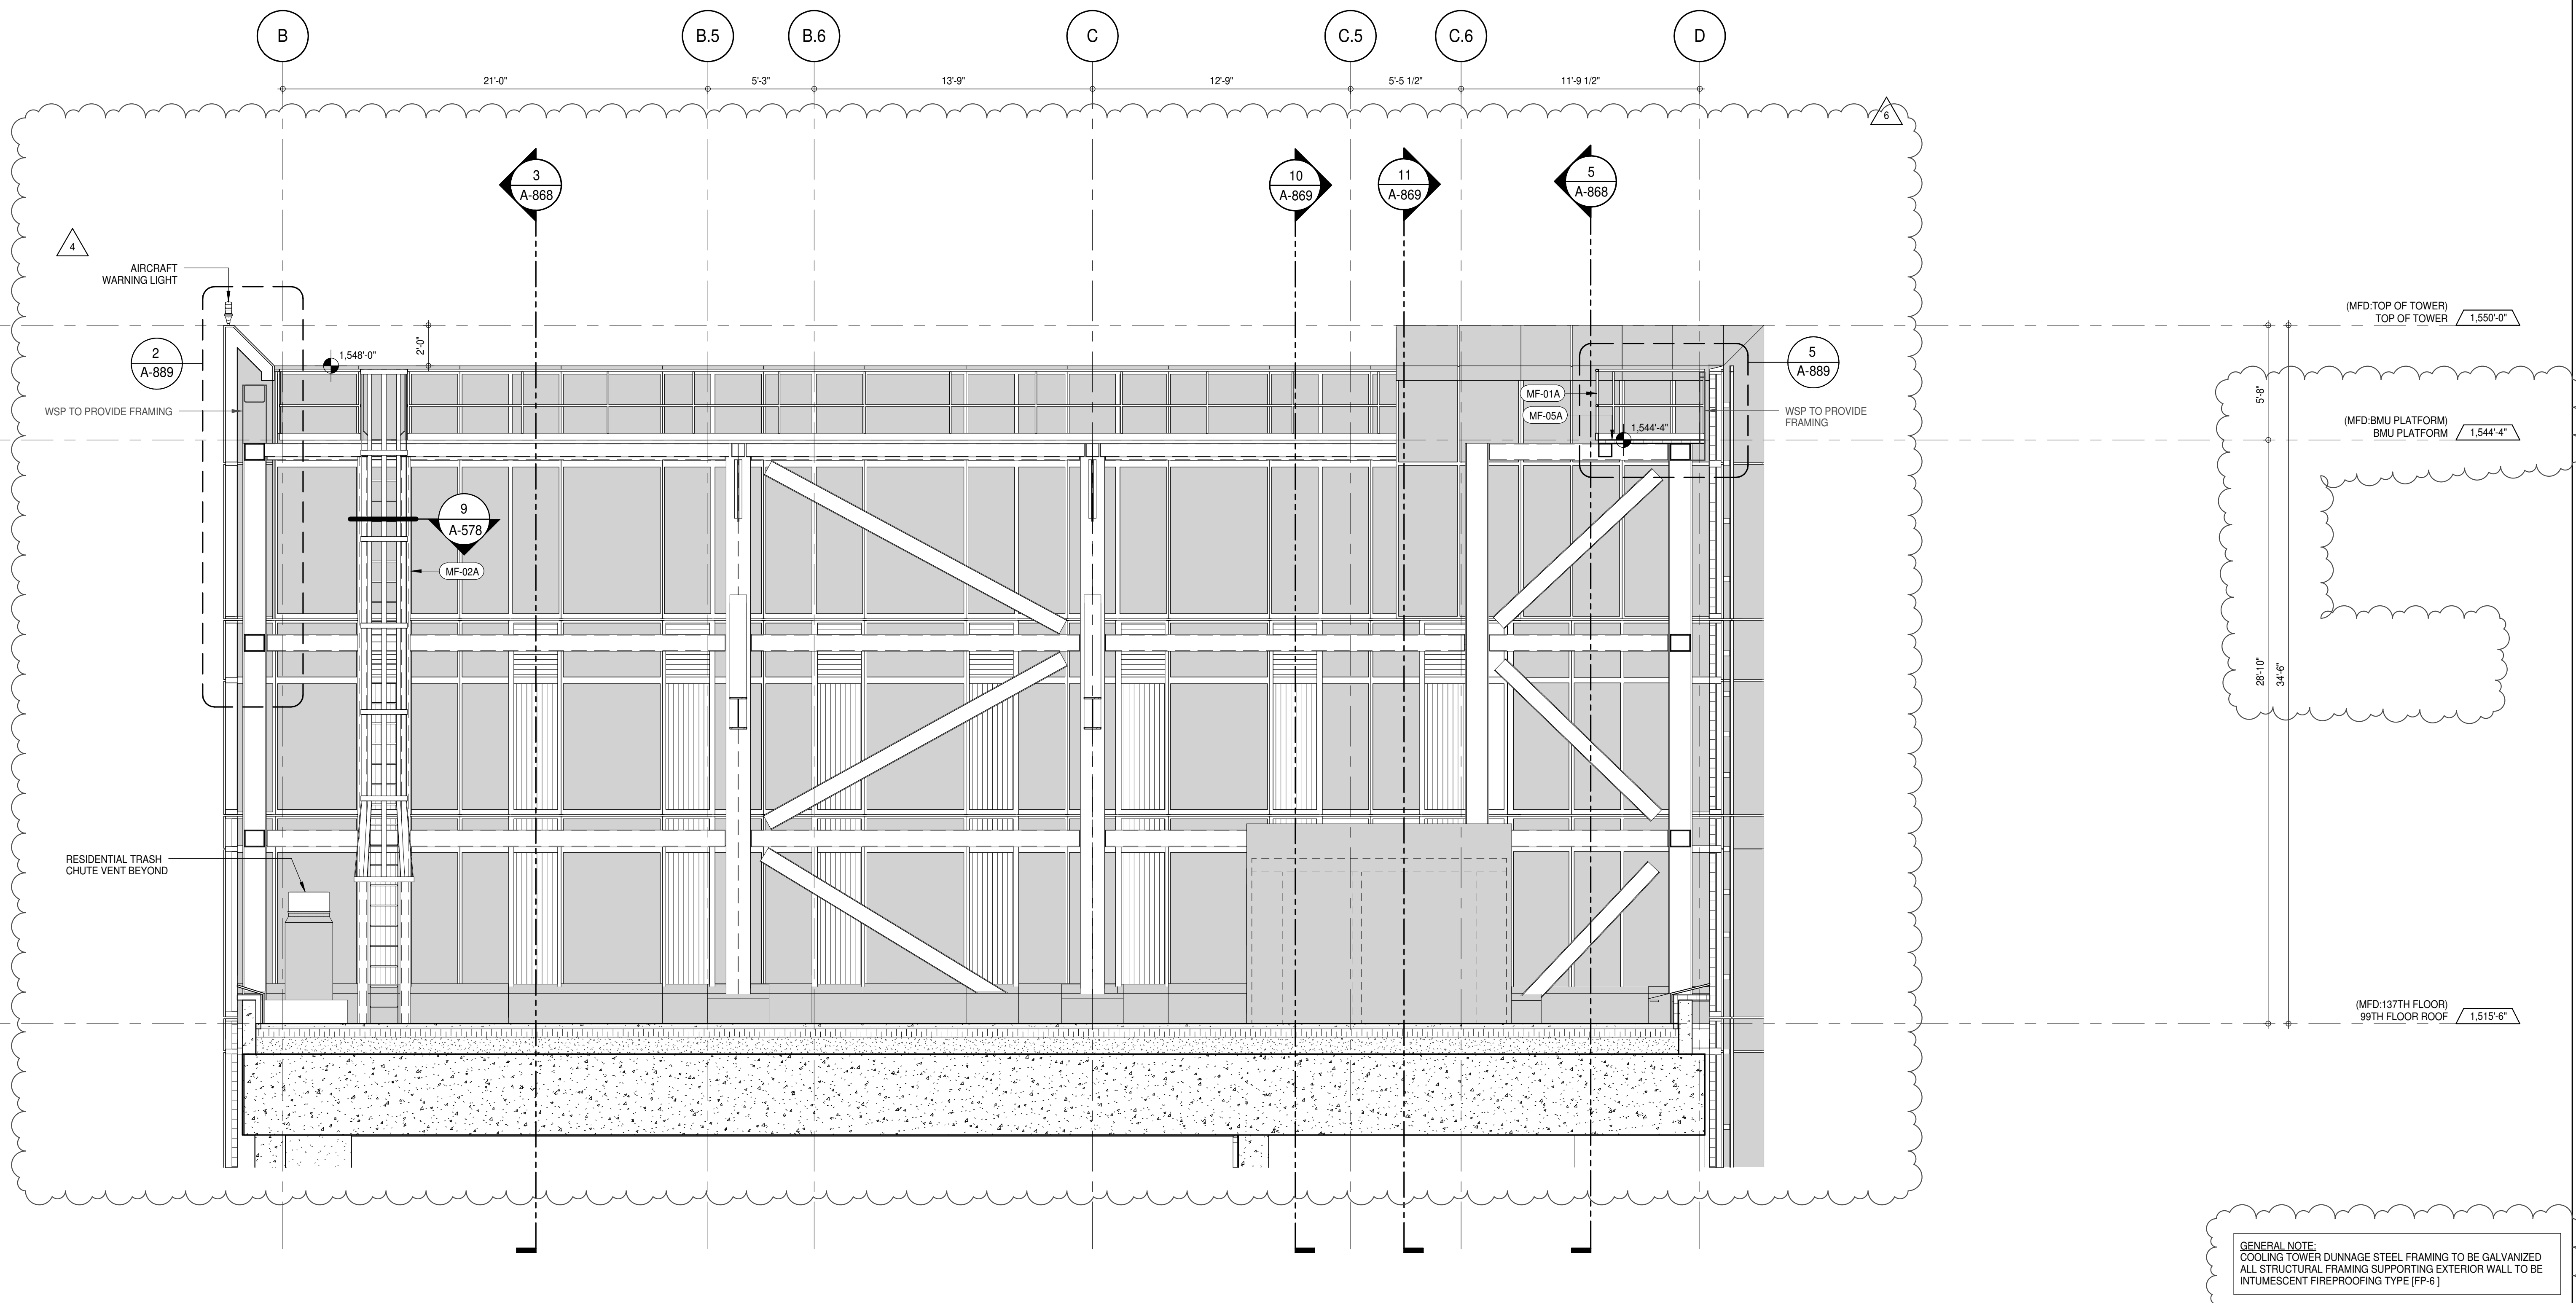 B
B.5
B.6
C
C.5
C.6
D
21'-0"
5'-3"
13'-9"
12'-9"
5'-5 1/2"
11'-9 1/2"
6
3
A-868
10
A-869
11
A-869
5
A-868
4
AIRCRAFT
WARNING LIGHT
(MFD:TOP OF TOWER)
TOP OF TOWER
1,550'-0"
2'-0"
1,548'-0"
2
A-889
5
A-889
MF-01A
MF-05A
1,544'-4"
WSP TO PROVIDE FRAMING
WSP TO PROVIDE
FRAMING
5'-8"
(MFD:BMU PLATFORM)
BMU PLATFORM
1,544'-4"
9
A-578
MF-02A
28'-10"
34'-6"
RESIDENTIAL TRASH
CHUTE VENT BEYOND
(MFD:137TH FLOOR)
99TH FLOOR ROOF
1,515'-6"
GENERAL NOTE:
COOLING TOWER DUNNAGE STEEL FRAMING TO BE GALVANIZED
ALL STRUCTURAL FRAMING SUPPORTING EXTERIOR WALL TO BE
INTUMESCENT FIREPROOFING TYPE [FP-6 ]